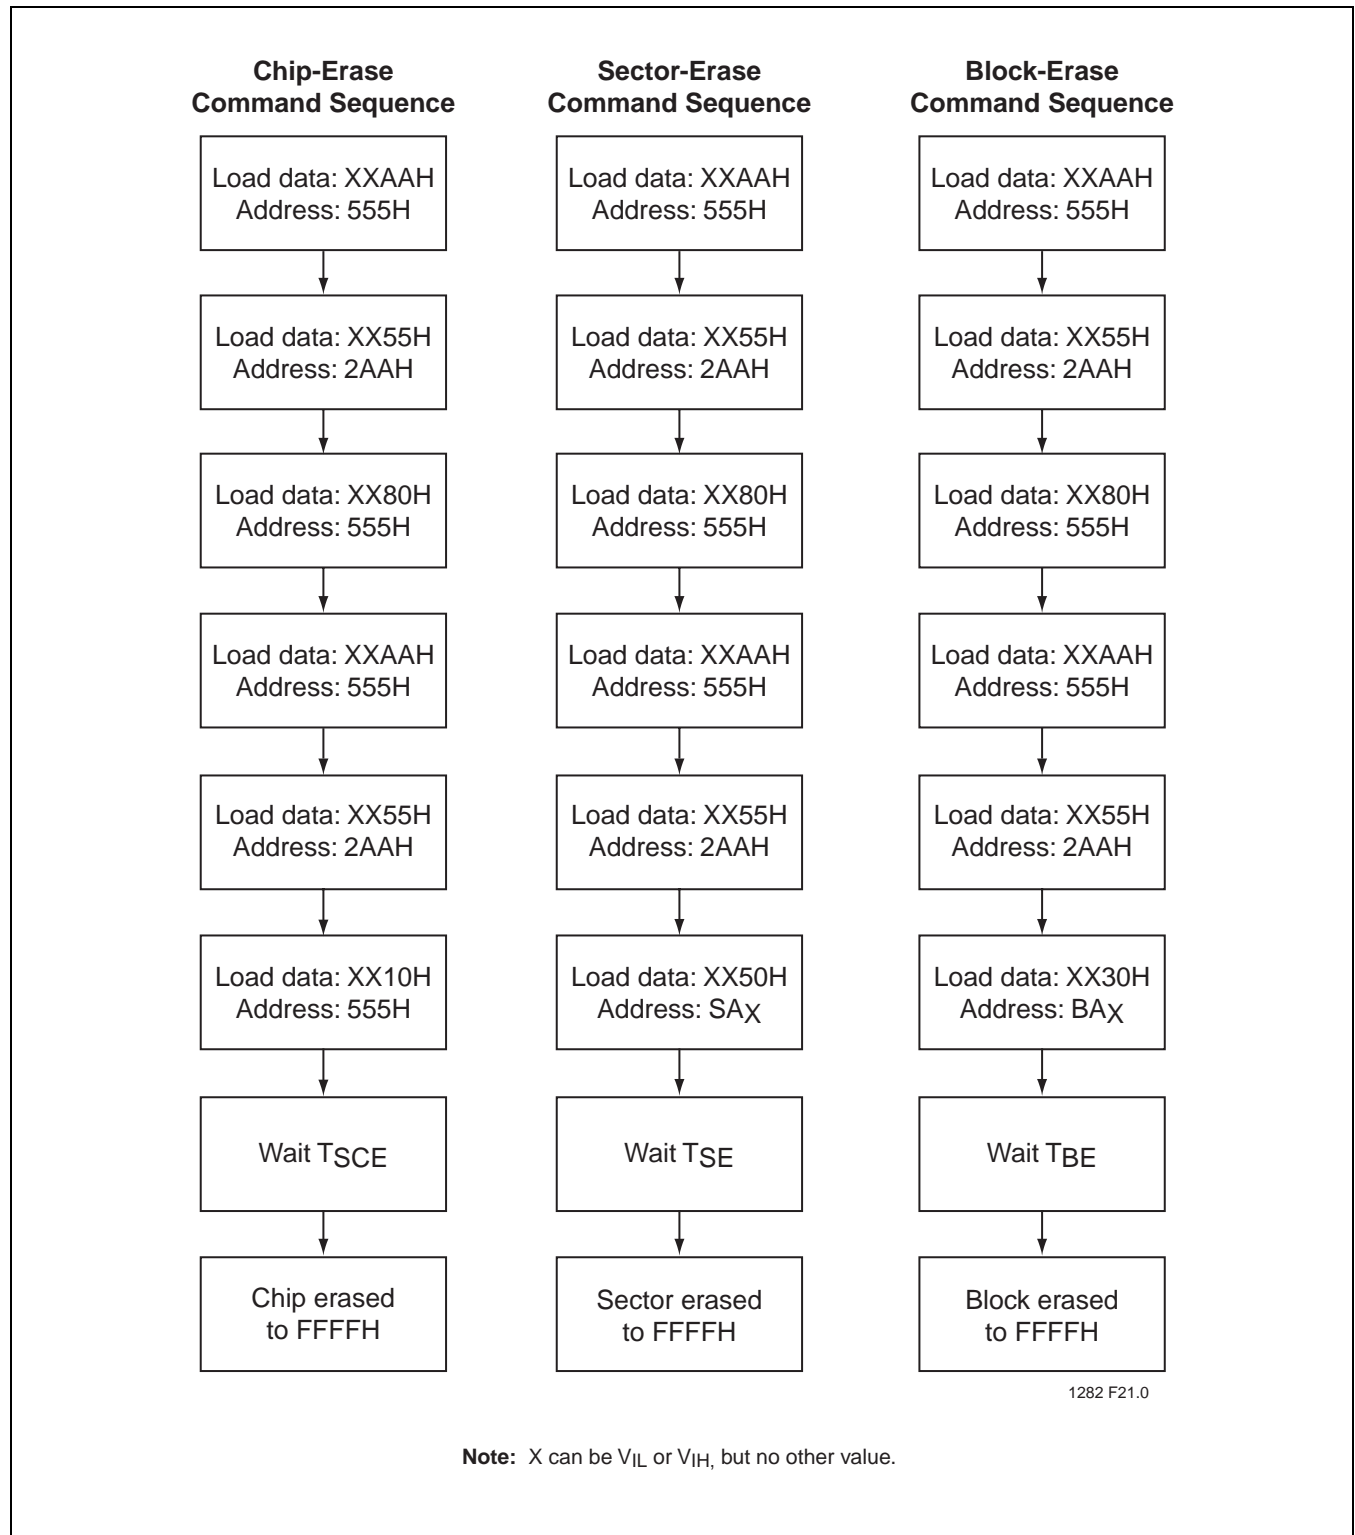 Chip-Erase
Command Sequence
Load data: XXAAH
Address: 555H
Load data: XX55H
Address: 2AAH
Load data: XX80H
Address: 555H
Load data: XXAAH
Address: 555H
Load data: XX55H
Address: 2AAH
Load data: XX10H
Address: 555H
Wait TSCE
Chip erased
to FFFFH
Sector-Erase
Command Sequence
Load data: XXAAH
Address: 555H
Load data: XX55H
Address: 2AAH
Load data: XX80H
Address: 555H
Load data: XXAAH
Address: 555H
Load data: XX55H
Address: 2AAH
Load data: XX50H
Address: SAX
Wait TSE
Sector erased
to FFFFH
Block-Erase
Command Sequence
Load data: XXAAH
Address: 555H
Load data: XX55H
Address: 2AAH
Load data: XX80H
Address: 555H
Load data: XXAAH
Address: 555H
Load data: XX55H
Address: 2AAH
Load data: XX30H
Address: BAX
Wait TBE
Block erased
to FFFFH
1282 F21.0
Note: X can be VIL or VIH, but no other value.